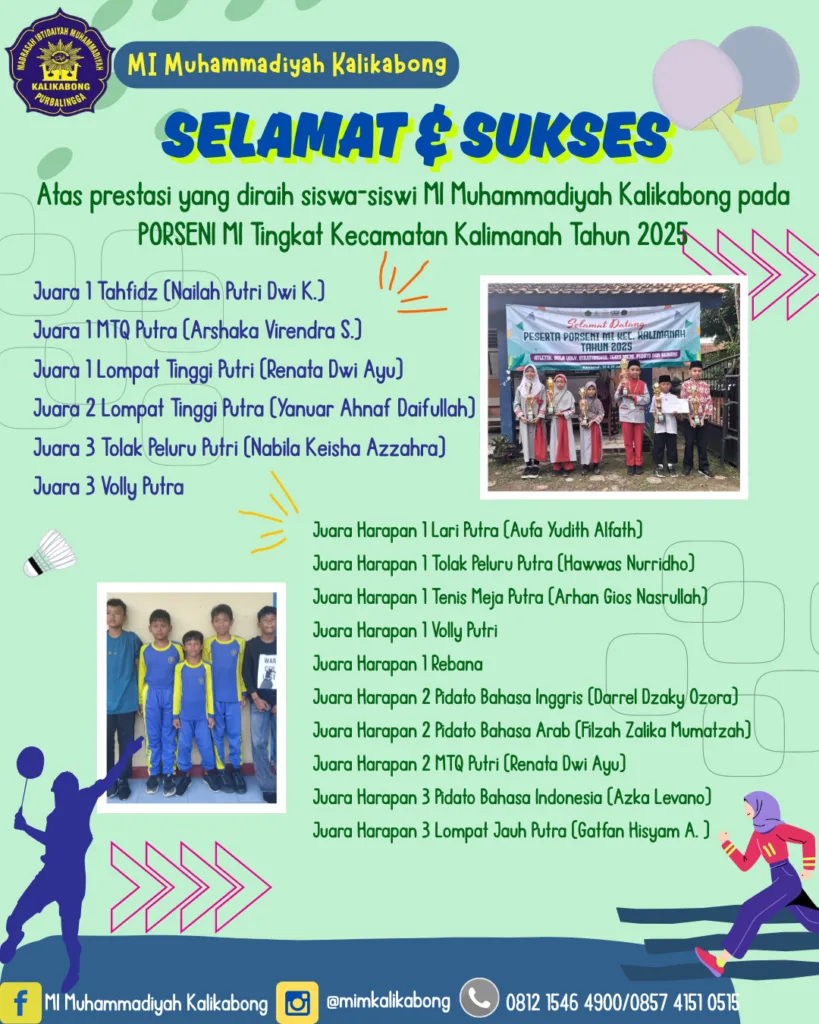 MADRASAH IBTIDAIYAH MUHAMMADIYAH
KALIKABONG
PURBALINGGA
MI Muhammadiyah Kalikabong
SELAMAT & SUKSES
Atas prestasi yang diraih siswa-siswi MI Muhammadiyah Kalikabong pada
PORSENI MI Tingkat Kecamatan Kalimanah Tahun 2025
Juara 1 Tahfidz (Nailah Putri Dwi K.)
Juara 1 MTQ Putra (Arshaka Virendra S.)
Juara 1 Lompat Tinggi Putri (Renata Dwi Ayu)
Juara 2 Lompat Tinggi Putra (Yanuar Ahnaf Daifullah)
Juara 3 Tolak Peluru Putri (Nabila Keisha Azzahra)
Juara 3 Volly Putra
Selamat Datang
PESERTA PORSENI MI KEC. KALIMANAH
TAHUN 2025
Juara Harapan 1 Lari Putra (Aufa Yudith Alfath)
Juara Harapan 1 Tolak Peluru Putra (Hawwas Nurridho)
Juara Harapan 1 Tenis Meja Putra (Arhan Gios Nasrullah)
Juara Harapan 1 Volly Putri
Juara Harapan 1 Rebana
Juara Harapan 2 Pidato Bahasa Inggris (Darrel Dzaky Ozora)
Juara Harapan 2 Pidato Bahasa Arab (Filzah Zalika Mumatzah)
Juara Harapan 2 MTQ Putri (Renata Dwi Ayu)
Juara Harapan 3 Pidato Bahasa Indonesia (Azka Levano)
Juara Harapan 3 Lompat Jauh Putra (Gatfan Hisyam A. )
MI Muhammadiyah Kalikabong
@mimkalikabong
0812 1546 4900/0857 4151 0515